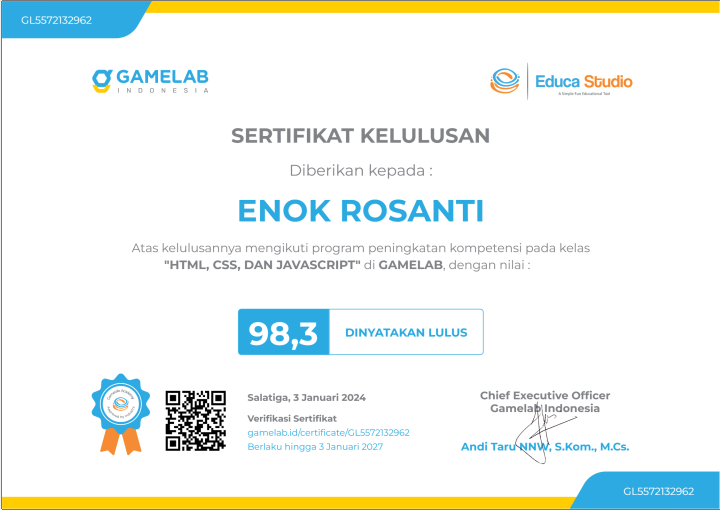 GL5572132962
GAMELAB
INDONESIA
Educa Studio
A Simple Fun Educational Tool
SERTIFIKAT KELULUSAN
Diberikan kepada :
ENOK ROSANTI
Atas kelulusannya mengikuti program peningkatan kompetensi pada kelas
"HTML, CSS, DAN JAVASCRIPT" di GAMELAB, dengan nilai :
98,3
DINYATAKAN LULUS
Salatiga, 3 Januari 2024
Verifikasi Sertifikat
gamelab.id/certificate/GL5572132962
Berlaku hingga 3 Januari 2027
Chief Executive Officer
Gamelab Indonesia
Andi Taru NNW, S.Kom., M.Cs.
GL5572132962